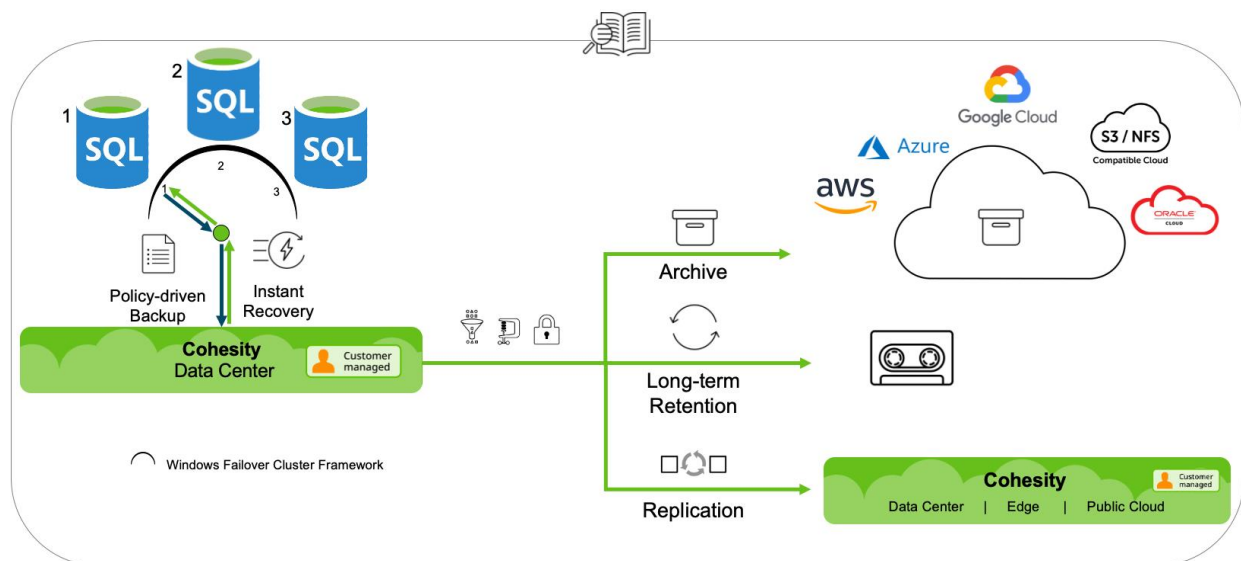 1
SQL
2
SQL
3
SQL
1
2
3
Policy-driven
Backup
Instant
Recovery
Cohesity
Data Center
Customer
managed
Windows Failover Cluster Framework
Archive
Long-term
Retention
Replication
Google Cloud
Azure
aws
S3 / NFS
Compatible Cloud
ORACLE
CLOUD
Cohesity
Customer
managed
Data Center | Edge | Public Cloud